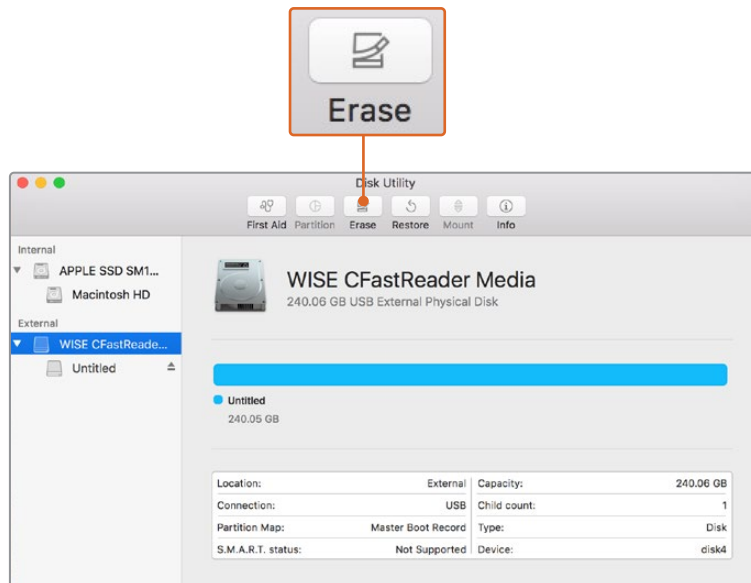 Erase
Disk Utility
First Aid Partition Erase Restore Mount Info
Internal
APPLE SSD SM1...
Macintosh HD
External
WISE CFastReade...
Untitled
WISE CFastReader Media
240.06 GB USB External Physical Disk
Untitled
240.05 GB
Location: External Capacity: 240.06 GB
Connection: USB Child count: 1
Partition Map: Master Boot Record Type: Disk
S.M.A.R.T. status: Not Supported Device: disk4